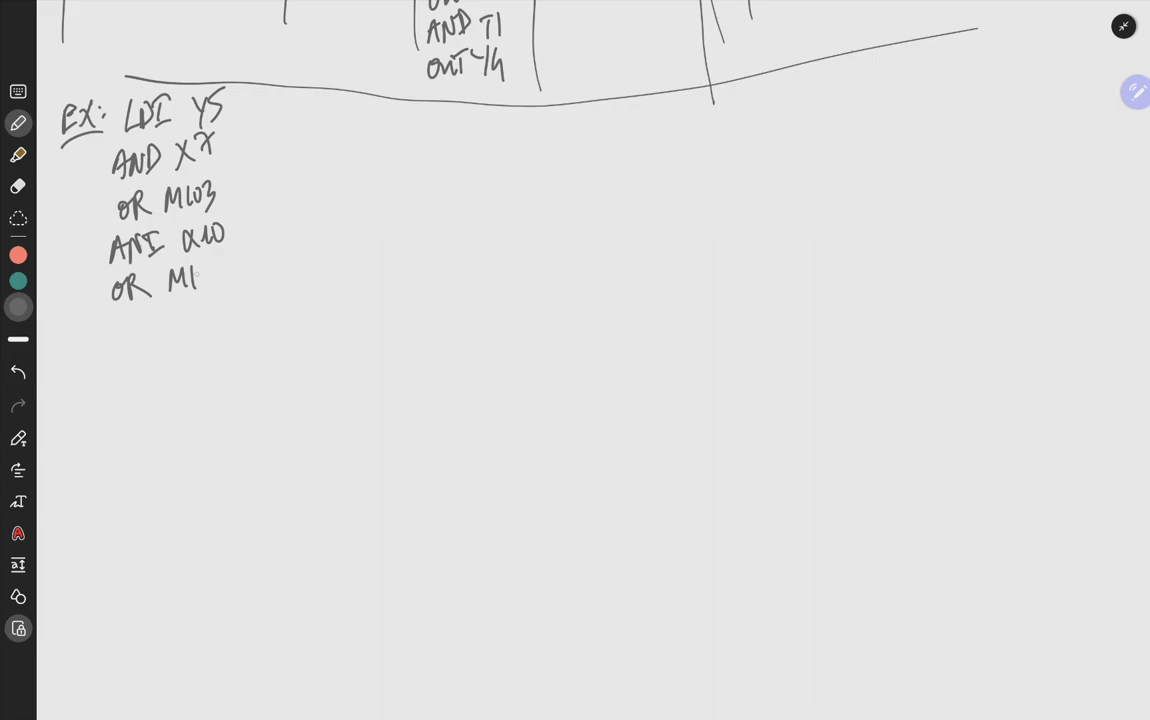 AND T1
OUT Y4
EX: LDI Y5
AND X7
OR M103
ANI X10
OR M1